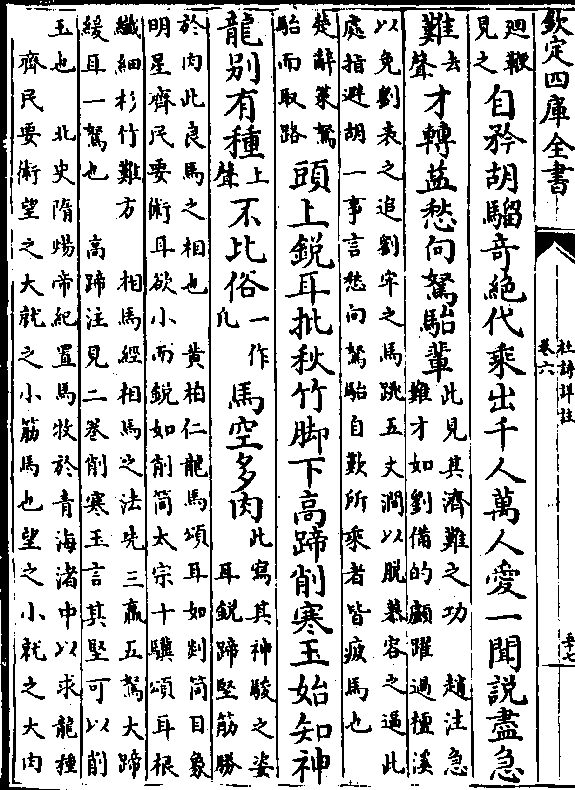 欽定四庫全書
杜詩詳註
卷六
五十七
廻鞭
見之
自矜胡騮奇絶代乘出千人萬人愛一聞說盡急
難
去
聲
才轉益愁向駑駘輩
此見其濟難之功 趙注急
難才如劉備的顱躍過檀溪
以免劉表之追劉牢之馬跳五丈澗以脱慕容之逼此
處指避胡一事言愁向駑駘自歎所乘者皆疲馬也
楚辭策駑
駘而取路
頭上鋭耳批秋竹脚下高蹄削寒玉始知神
龍别有種
上
聲
不比俗
一作
凡
馬空多肉
此寫其神駿之姿
耳鋭蹄堅筋勝
於肉此良馬之相也 黄柏仁龍馬頌耳如剡筒目象
明星齊民要術耳欲小而鋭如削筒太宗十驥頌耳根
纖細杉竹難方 相馬經相馬之法先三羸五駑大蹄
緩耳一駑也 高蹄注見二卷削寒玉言其堅可以削
玉也 北史隋煬帝紀置馬牧於青海渚中以求龍種
齊民要術望之大就之小筋馬也望之小就之大肉